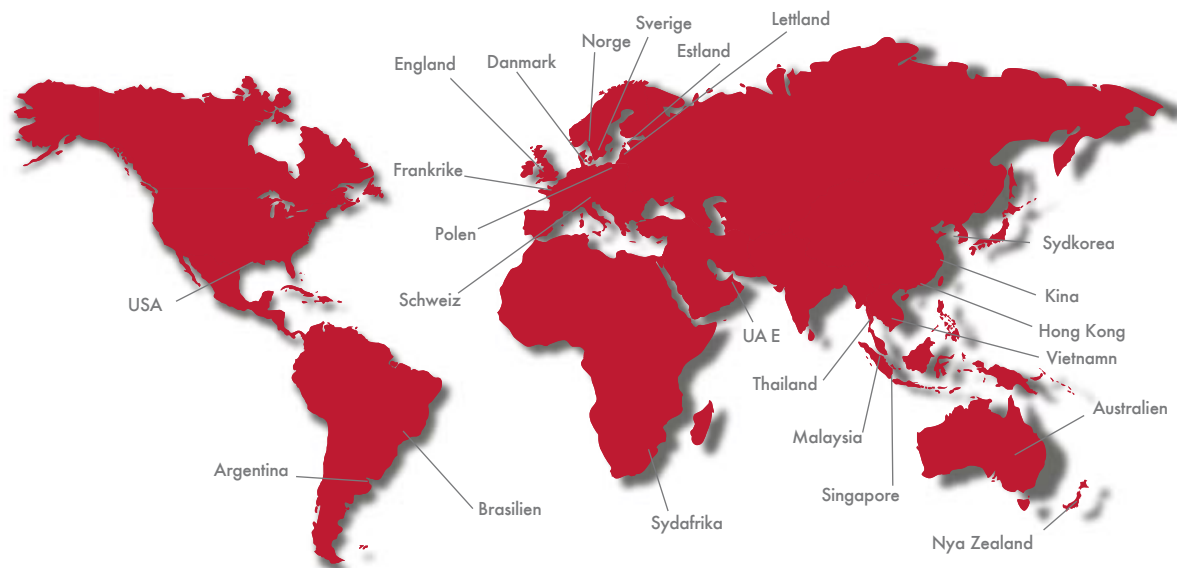 Lettland
Sverige
Norge
Estland
Danmark
England
Frankrike
Polen
Schweiz
USA
UA E
Sydkorea
Kina
Hong Kong
Vietnamn
Thailand
Malaysia
Singapore
Australien
Argentina
Brasilien
Sydafrika
Nya Zealand